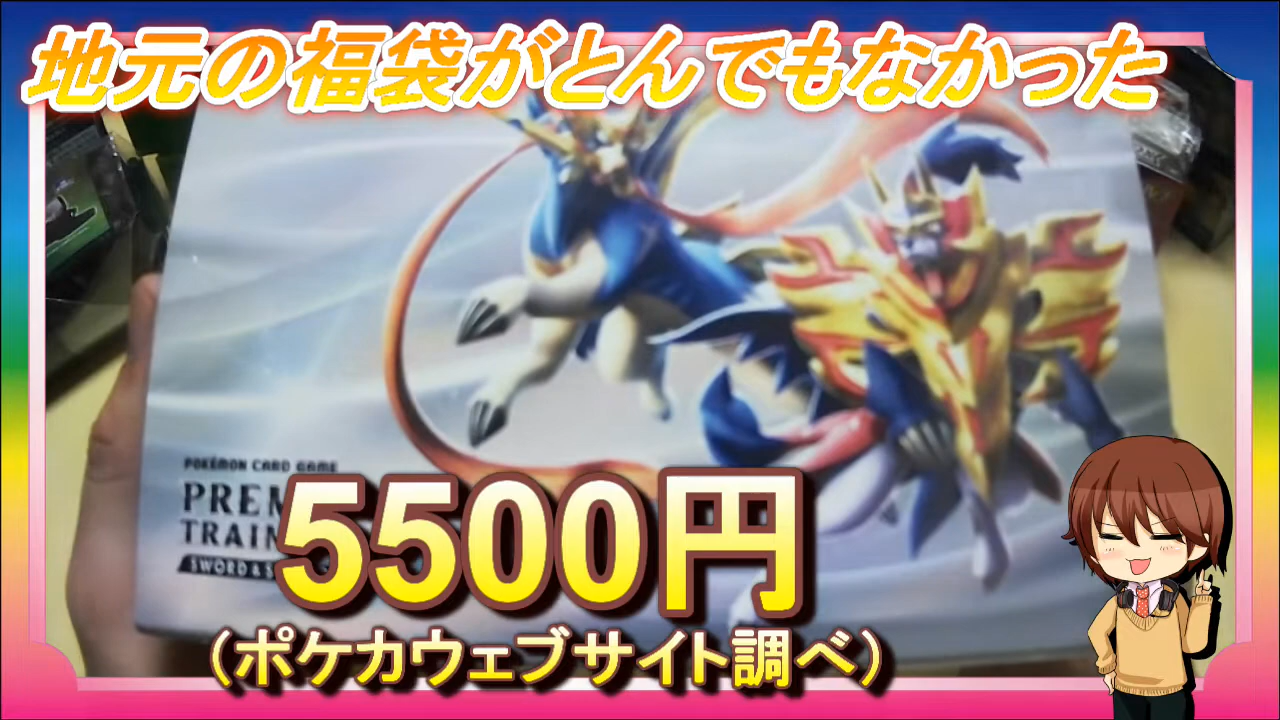 地元の福袋がとんでもなかった
POKÉMON CARD GAME
PREM
TRAIN
SWORD & S
5500円
(ポケカウェブサイト調べ)